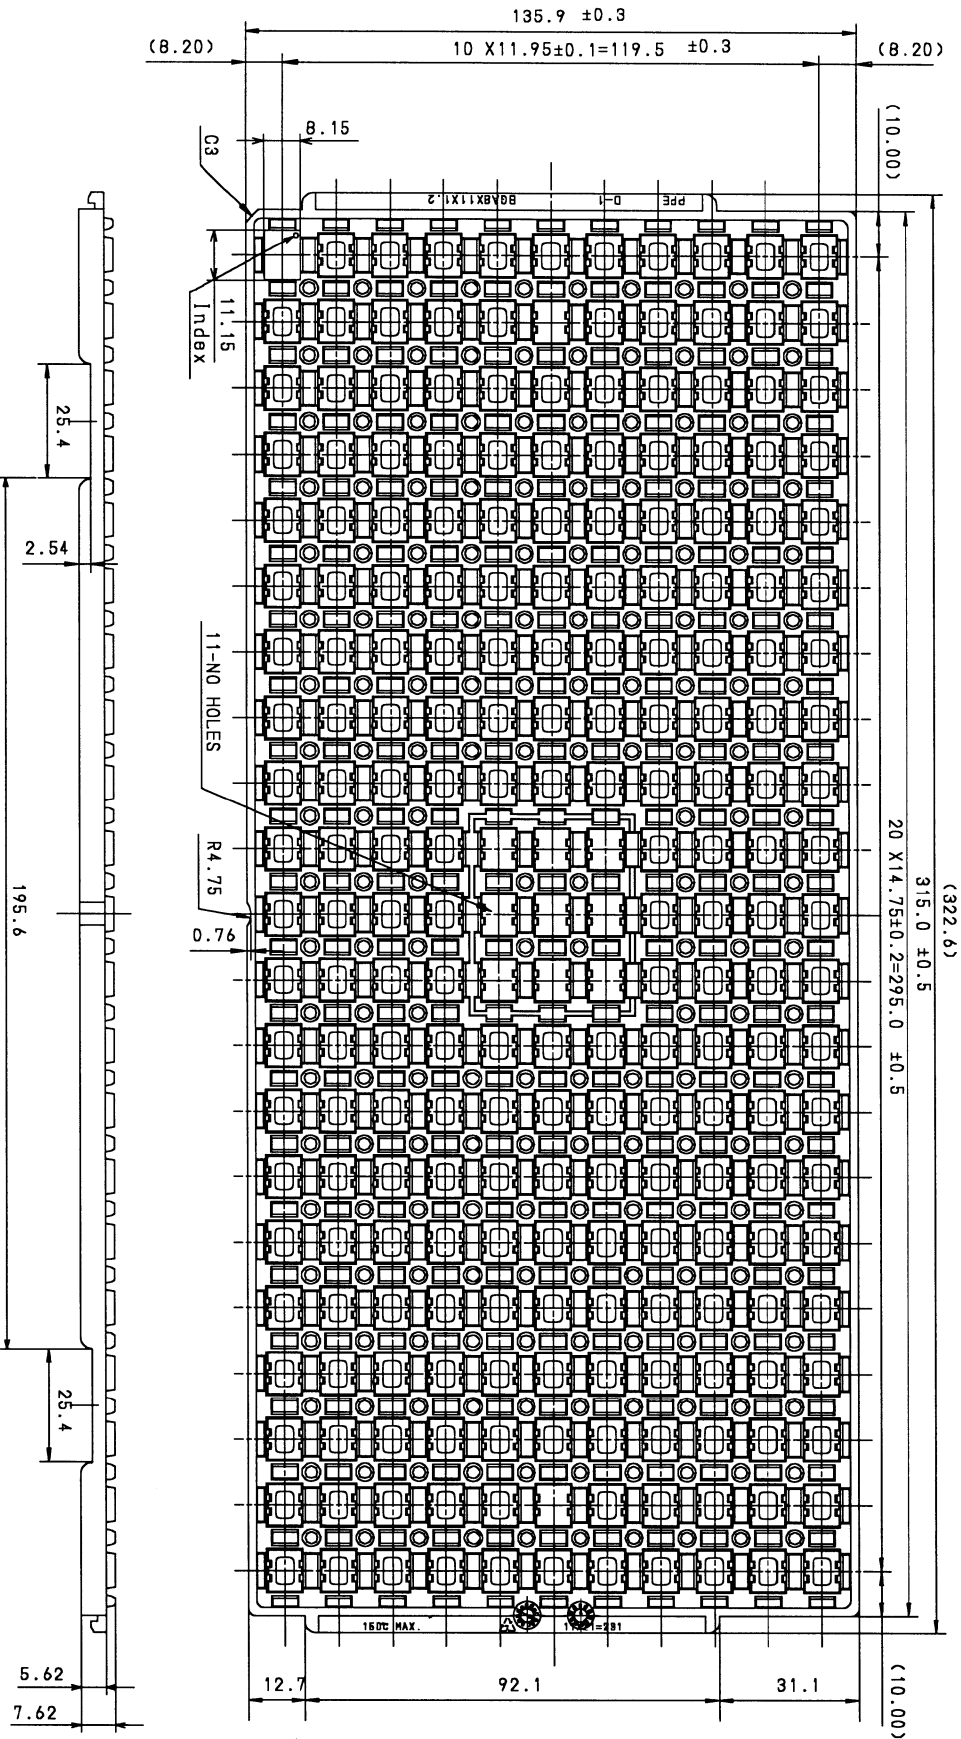 135.9 ±0.3
(8.20)
10 X11.95±0.1=119.5 ±0.3
(8.20)
8.15
(10.00)
C3
BGA8X11X1.2
D-1
PPE
11.15
Index
25.4
2.54
11-NO HOLES
R4.75
0.76
195.6
20 X14.75±0.2=295.0 ±0.5
315.0 ±0.5
(322.6)
25.4
150C MAX.
5.62
7.62
12.7
92.1
31.1
(10.00)